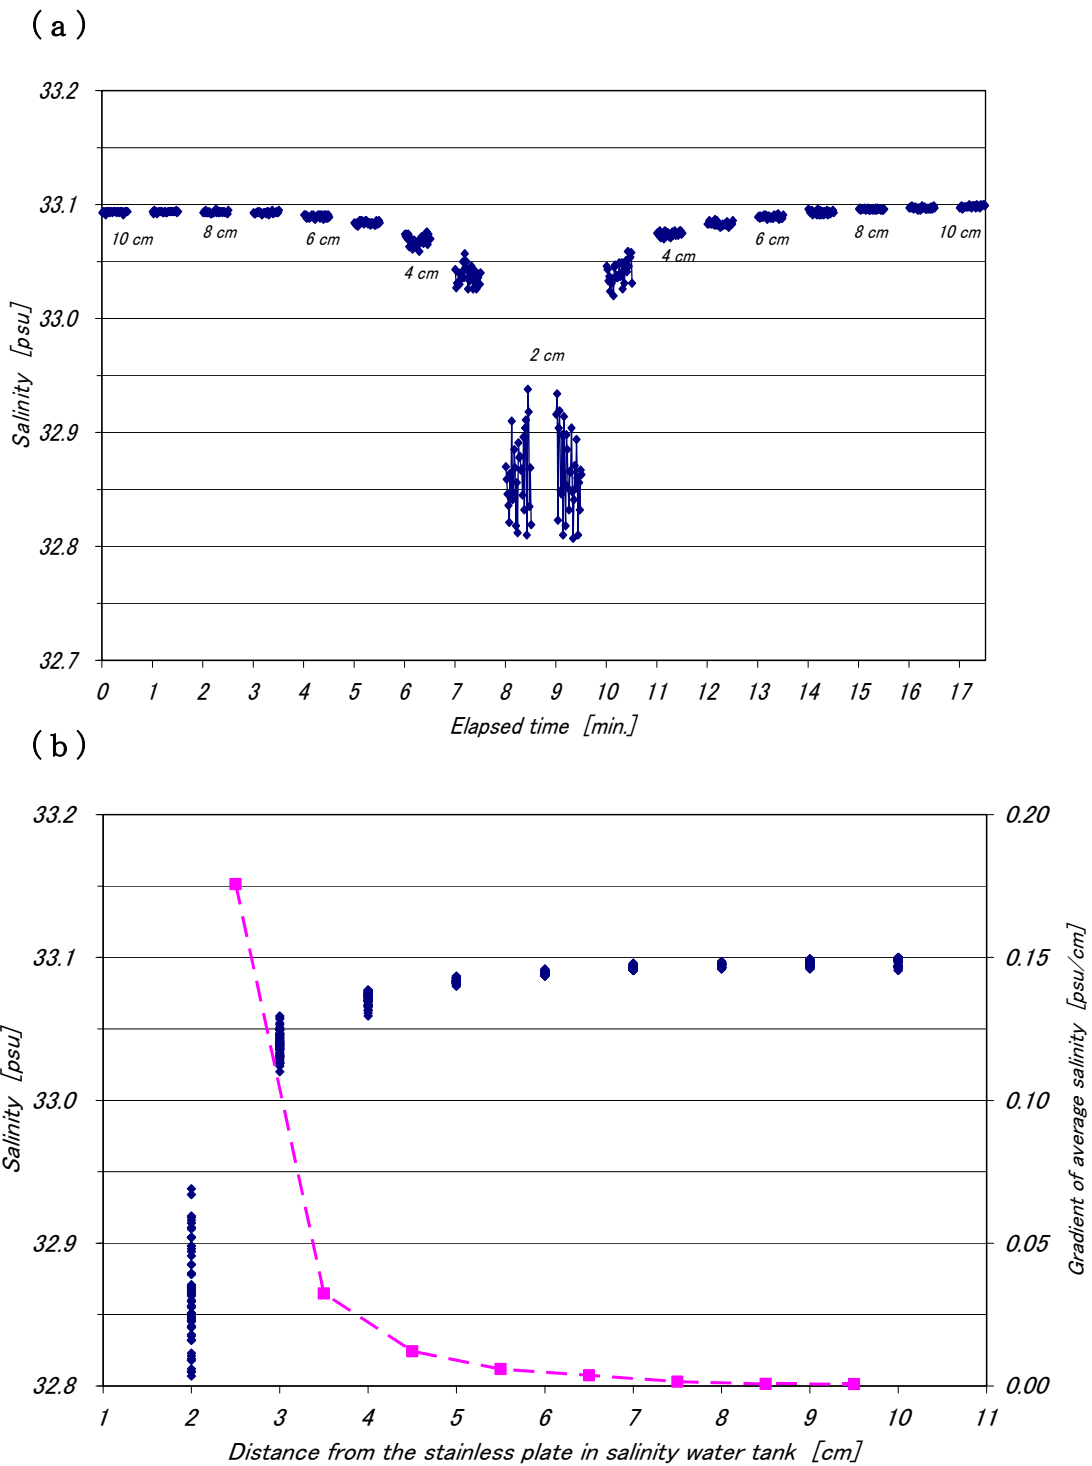 (a)
33.2
33.1
33.0
32.9
32.8
32.7
Salinity [psu]
10 cm 8 cm 6 cm 4 cm 2 cm 4 cm 6 cm 8 cm 10 cm
0 1 2 3 4 5 6 7 8 9 10 11 12 13 14 15 16 17
Elapsed time [min.]
(b)
33.2
33.1
33.0
32.9
32.8
Salinity [psu]
0.20
0.15
0.10
0.05
0.00
Gradient of average salinity [psu/cm]
1 2 3 4 5 6 7 8 9 10 11
Distance from the stainless plate in salinity water tank [cm]